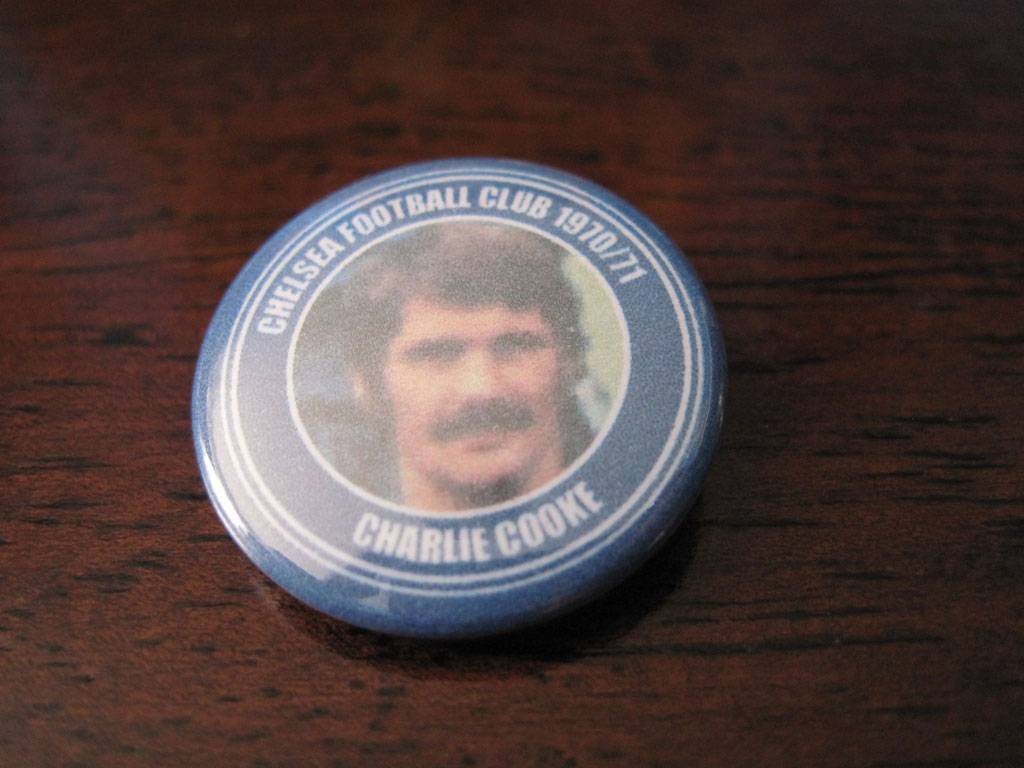 CHELSEA FOOTBALL CLUB 1970/71
CHARLIE COOKE